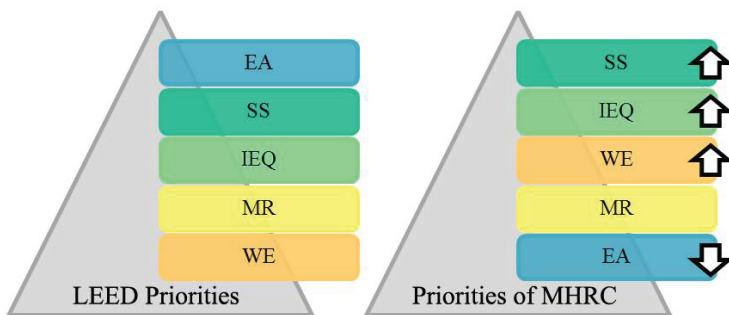 EA
SS
IEQ
MR
WE
LEED Priorities
SS
IEQ
WE
MR
EA
Priorities of MHRC